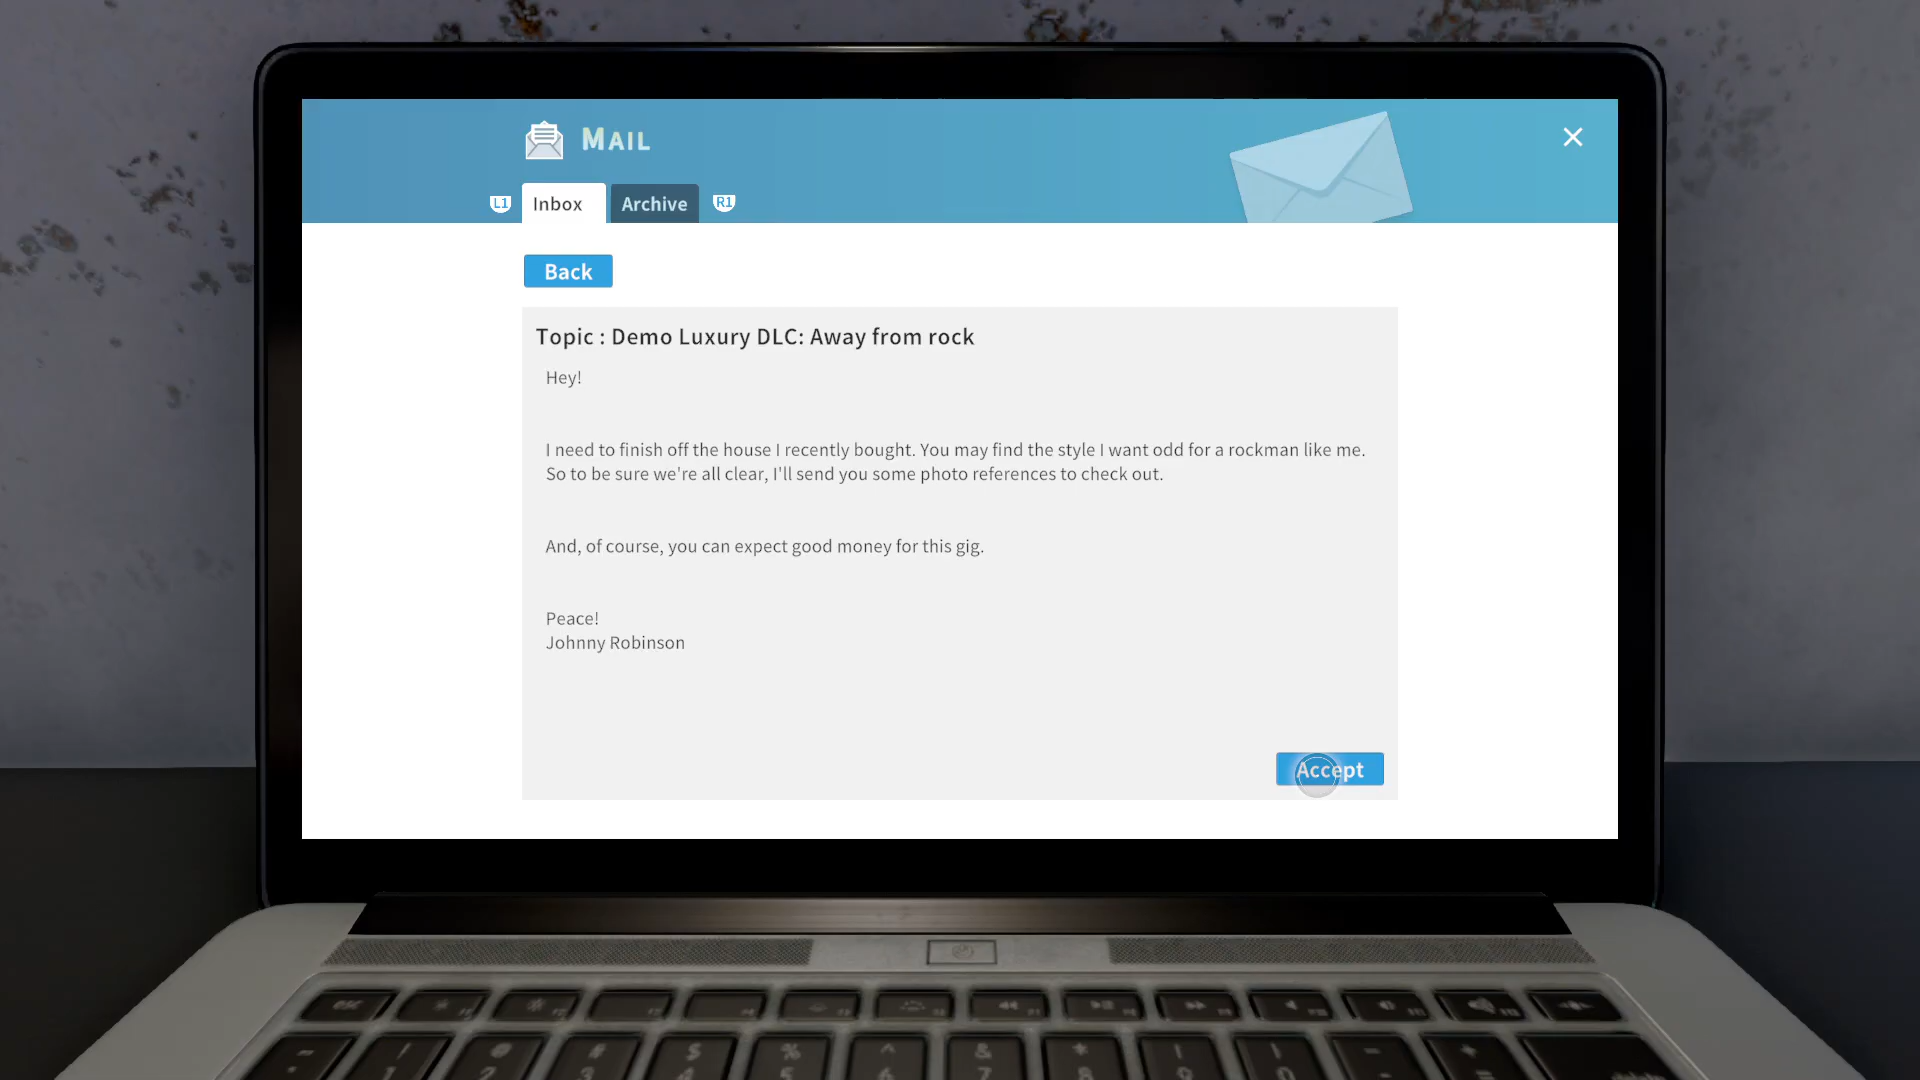 MAIL
L1 Inbox Archive R1
Back
Topic : Demo Luxury DLC: Away from rock
Hey!
I need to finish off the house I recently bought. You may find the style I want odd for a rockman like me.
So to be sure we're all clear, I'll send you some photo references to check out.
And, of course, you can expect good money for this gig.
Peace!
Johnny Robinson
Accept
esc